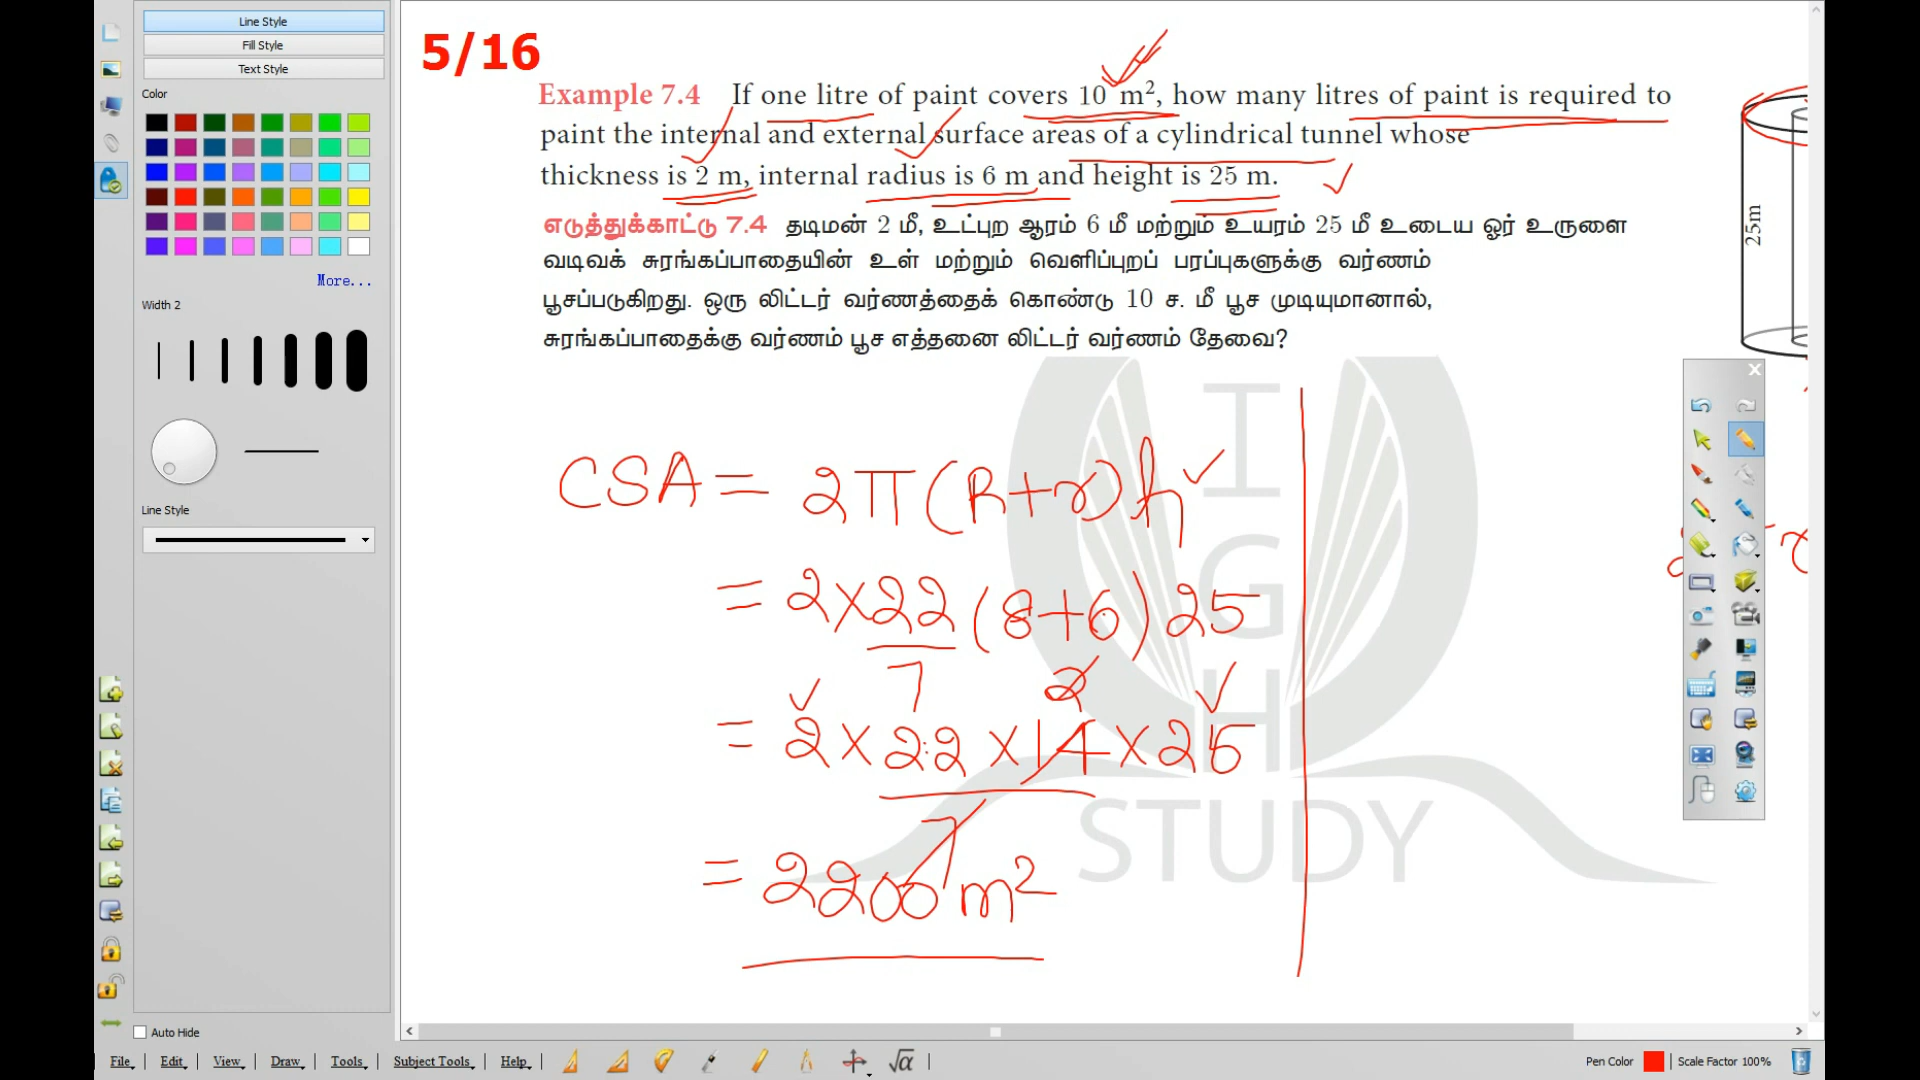 Line Style
Fill Style
Text Style
Color
More...
Width 2
Line Style
Auto Hide
5/16
Example 7.4 If one litre of paint covers 10 m², how many litres of paint is required to
paint the internal and external surface areas of a cylindrical tunnel whose
thickness is 2 m, internal radius is 6 m and height is 25 m.
எடுத்துக்காட்டு 7.4 தடிமன் 2 மீ, உட்புற ஆரம் 6 மீ மற்றும் உயரம் 25 மீ உடைய ஓர் உருளை
வடிவக் சுரங்கப்பாதையின் உள் மற்றும் வெளிப்புறப் பரப்புகளுக்கு வர்ணம்
பூசப்படுகிறது. ஒரு லிட்டர் வர்ணத்தைக் கொண்டு 10 ச. மீ பூச முடியுமானால்,
சுரங்கப்பாதைக்கு வர்ணம் பூச எத்தனை லிட்டர் வர்ணம் தேவை?
25m
CSA = 2π(R+r)h
= 2×22/7 (8+6) 25
= 2×22×14×25 / 7
2
= 2200 m²
IGH
STUDY
File Edit View Draw Tools Subject Tools Help
Pen Color Scale Factor 100%